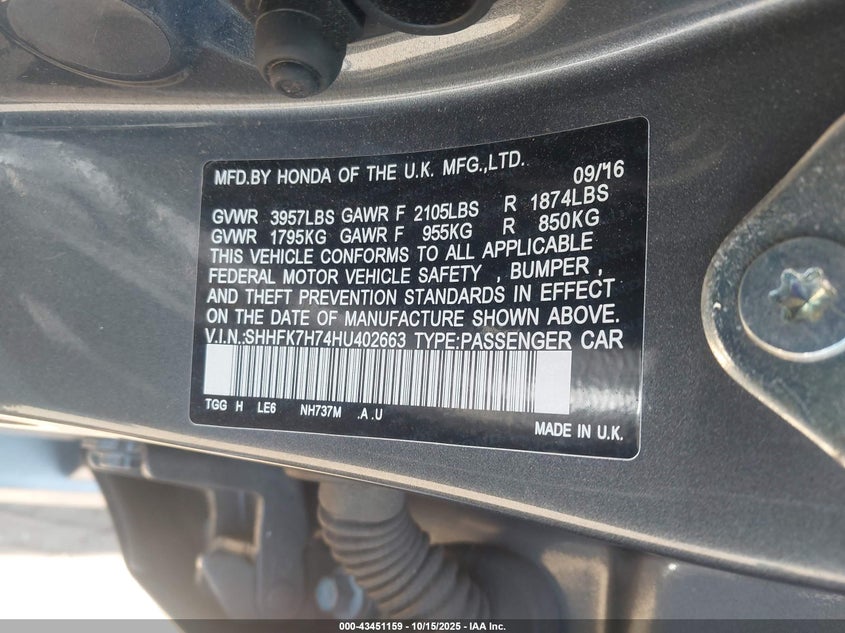 MFD.BY HONDA OF THE U.K. MFG.,LTD. 09/16
GVWR 3957LBS GAWR F 2105LBS R 1874LBS
GVWR 1795KG GAWR F 955KG R 850KG
THIS VEHICLE CONFORMS TO ALL APPLICABLE
FEDERAL MOTOR VEHICLE SAFETY , BUMPER ,
AND THEFT PREVENTION STANDARDS IN EFFECT
ON THE DATE OF MANUFACTURE SHOWN ABOVE.
V.I.N.:SHHFK7H74HU402663 TYPE:PASSENGER CAR
TGG H LE6 NH737M .A .U
MADE IN U.K.
000-43451159 - 10/15/2025 - IAA Inc.